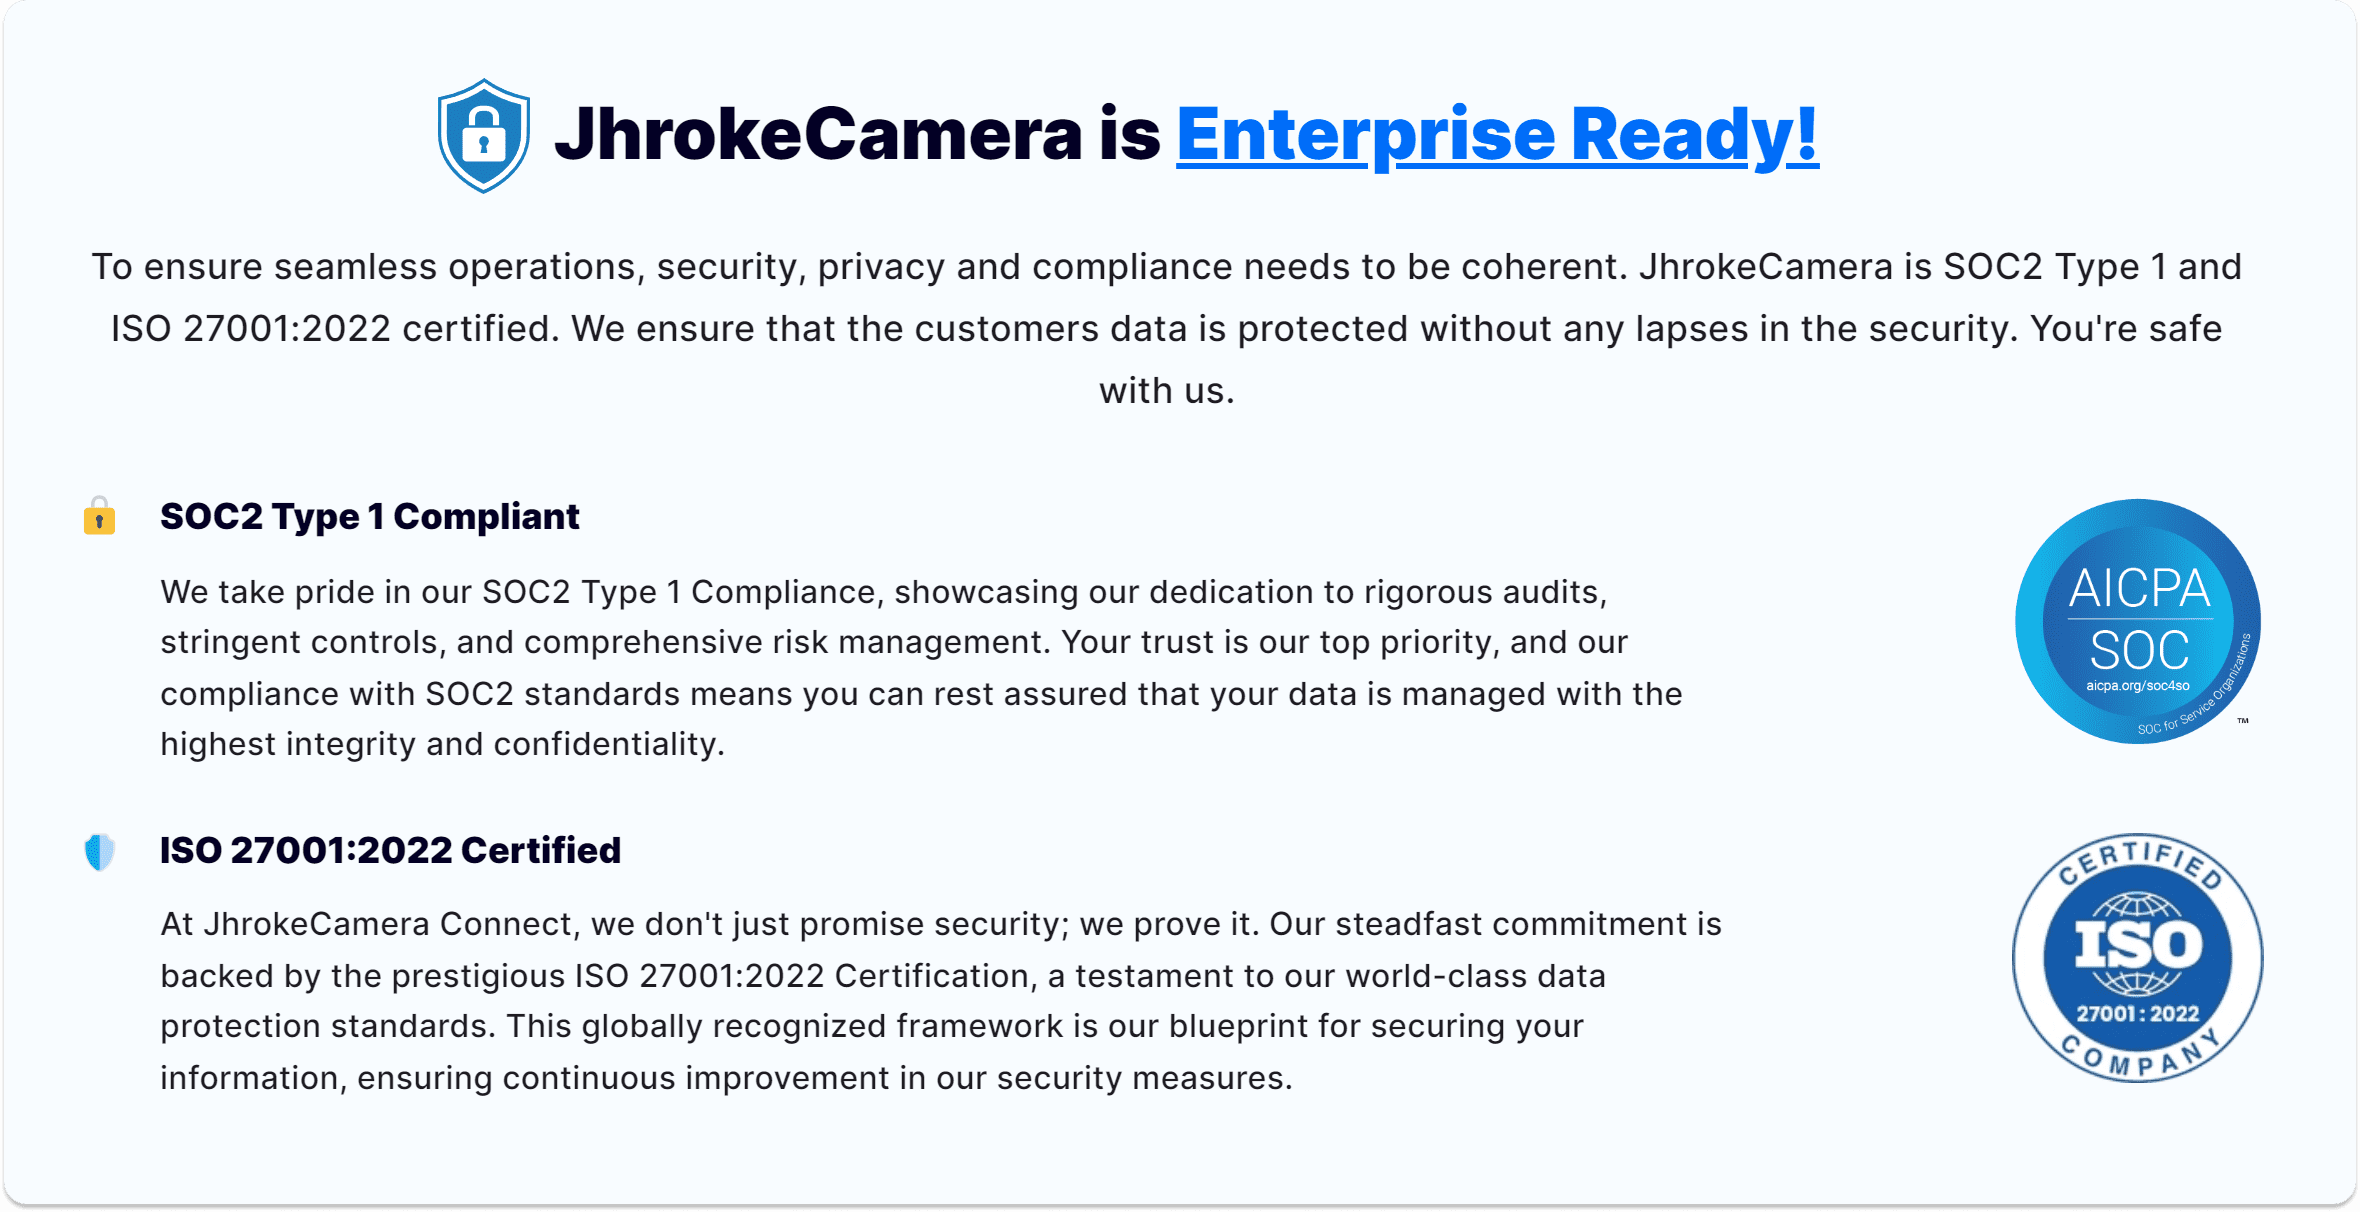 JhrokeCamera is Enterprise Ready!
To ensure seamless operations, security, privacy and compliance needs to be coherent. JhrokeCamera is SOC2 Type 1 and
ISO 27001:2022 certified. We ensure that the customers data is protected without any lapses in the security. You're safe
with us.
SOC2 Type 1 Compliant
We take pride in our SOC2 Type 1 Compliance, showcasing our dedication to rigorous audits,
stringent controls, and comprehensive risk management. Your trust is our top priority, and our
compliance with SOC2 standards means you can rest assured that your data is managed with the
highest integrity and confidentiality.
AICPA
SOC
aicpa.org/soc4so
SOC for Service Organizations
™
ISO 27001:2022 Certified
At JhrokeCamera Connect, we don't just promise security; we prove it. Our steadfast commitment is
backed by the prestigious ISO 27001:2022 Certification, a testament to our world-class data
protection standards. This globally recognized framework is our blueprint for securing your
information, ensuring continuous improvement in our security measures.
CERTIFIED
ISO
27001:2022
COMPANY